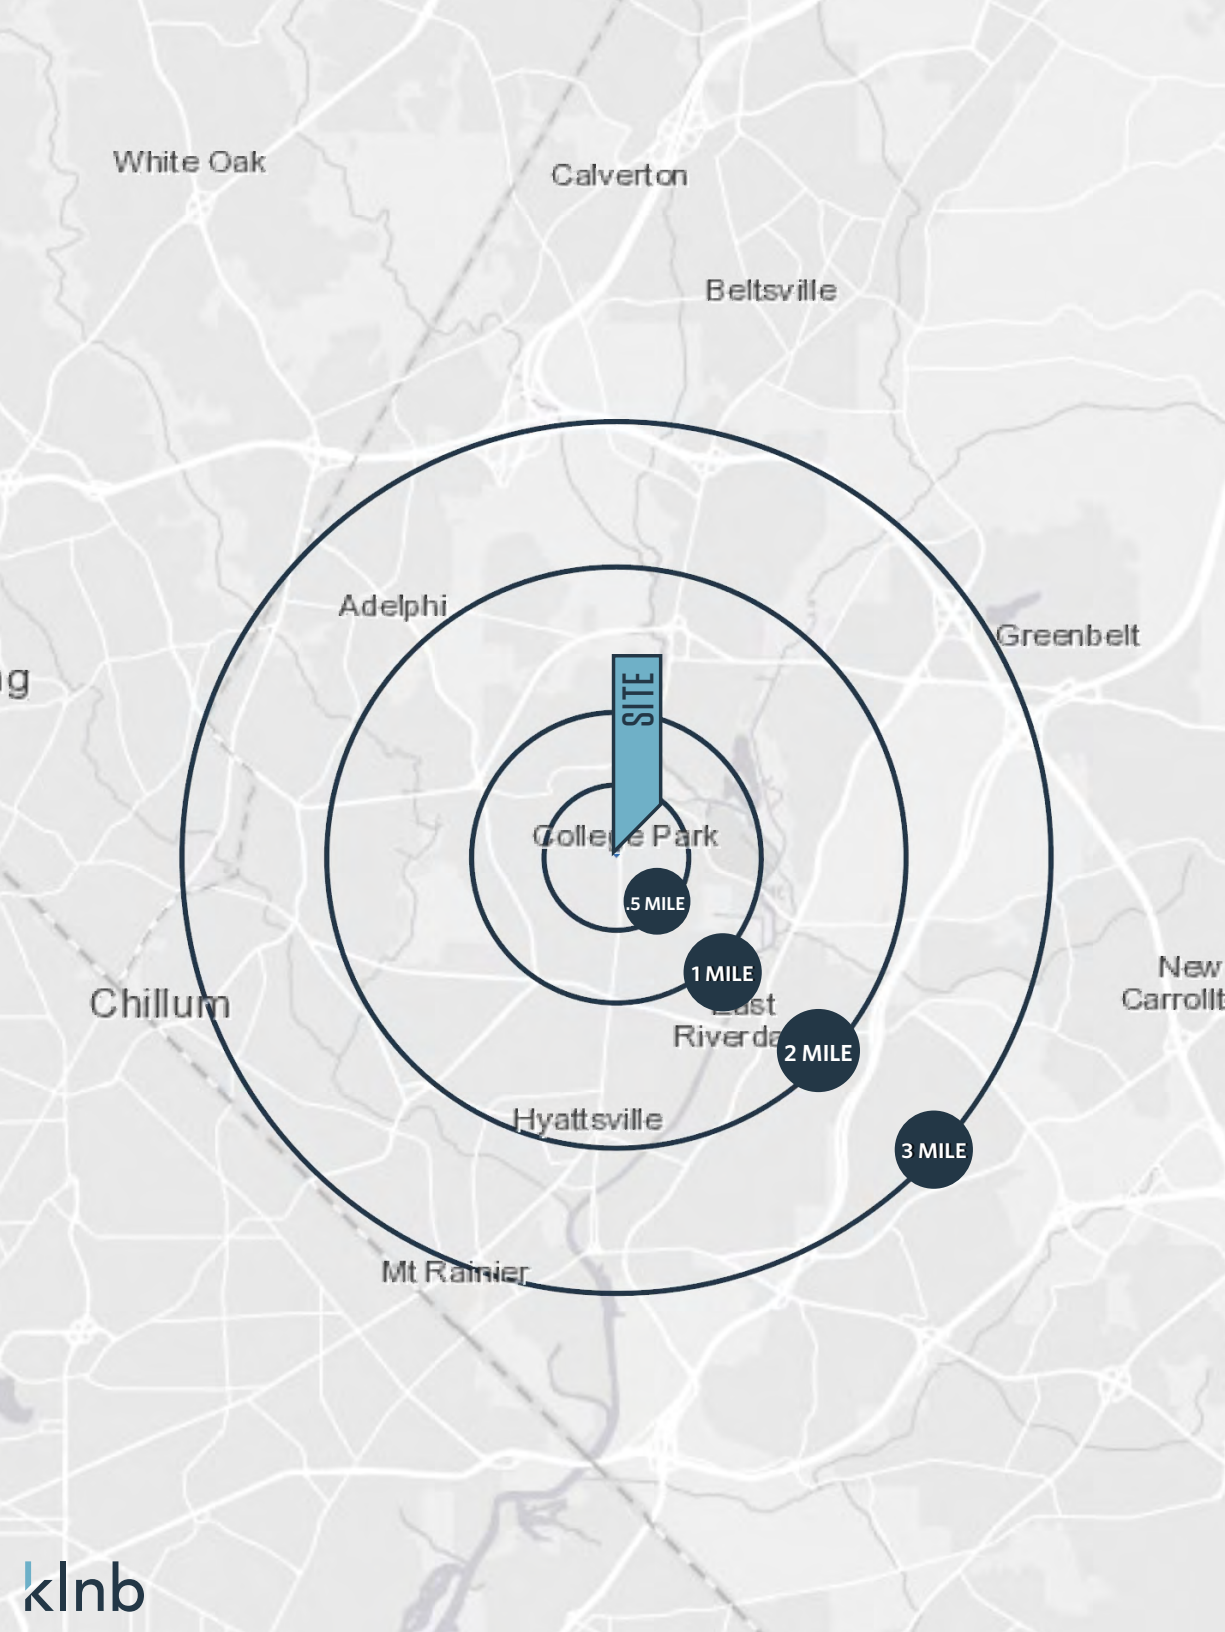 White Oak
Calverton
Beltsville
Adelphi
Greenbelt
SITE
College Park
.5 MILE
1 MILE
New
Chillum
East
Riverda
2 MILE
Hyattsville
3 MILE
Mt Rainier
klnb